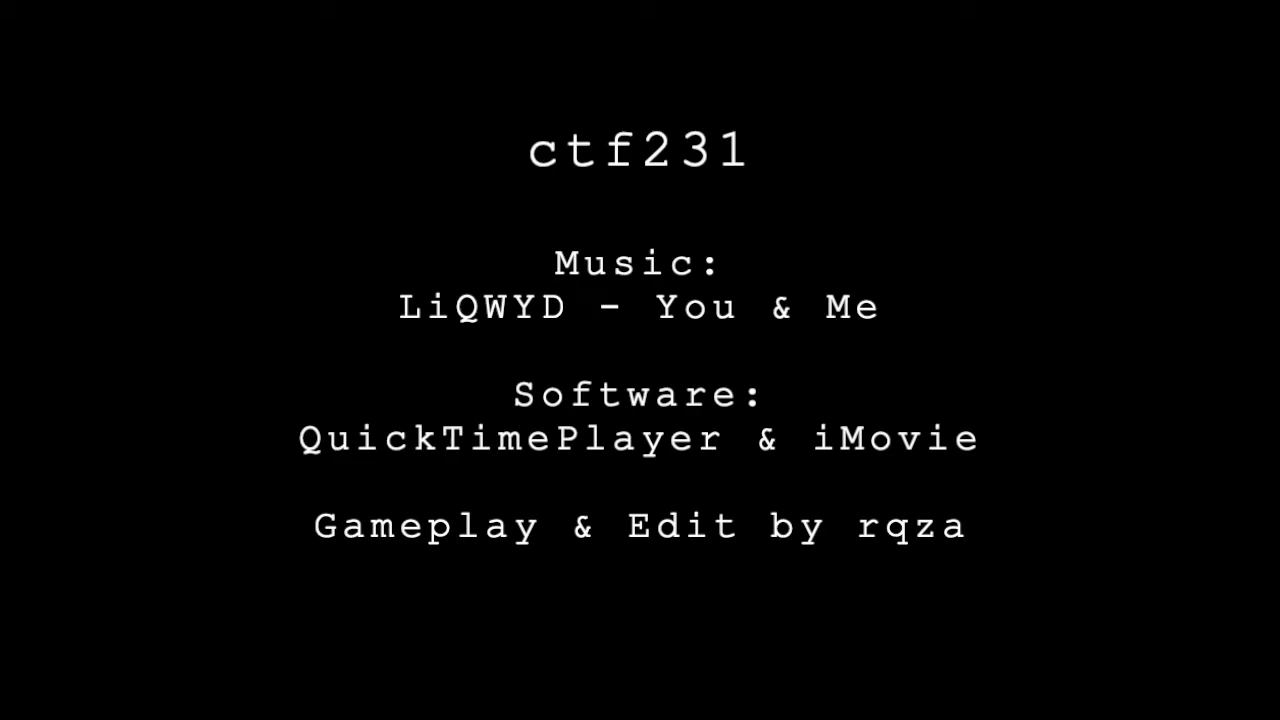 ctf231
Music:
LiQWYD - You & Me
Software:
QuickTimePlayer & iMovie
Gameplay & Edit by rqza